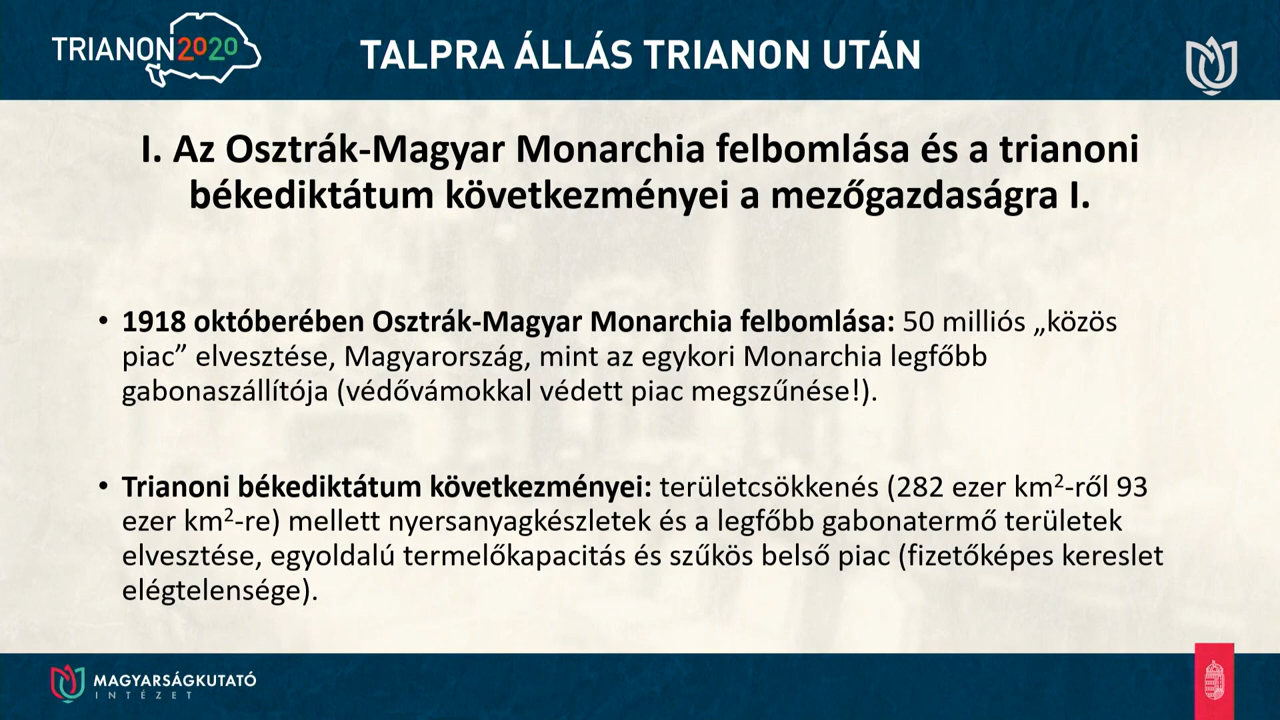 TRIANON2020
TALPRA ÁLLÁS TRIANON UTÁN
I. Az Osztrák-Magyar Monarchia felbomlása és a trianoni
békediktátum következményei a mezőgazdaságra I.
• 1918 októberében Osztrák-Magyar Monarchia felbomlása: 50 milliós „közös
piac” elvesztése, Magyarország, mint az egykori Monarchia legfőbb
gabonaszállítója (védővámokkal védett piac megszűnése!).
• Trianoni békediktátum következményei: területcsökkenés (282 ezer km²-ről 93
ezer km²-re) mellett nyersanyagkészletek és a legfőbb gabonatermő területek
elvesztése, egyoldalú termelőkapacitás és szűkös belső piac (fizetőképes kereslet
elégtelensége).
MAGYARSÁGKUTATÓ
INTÉZET